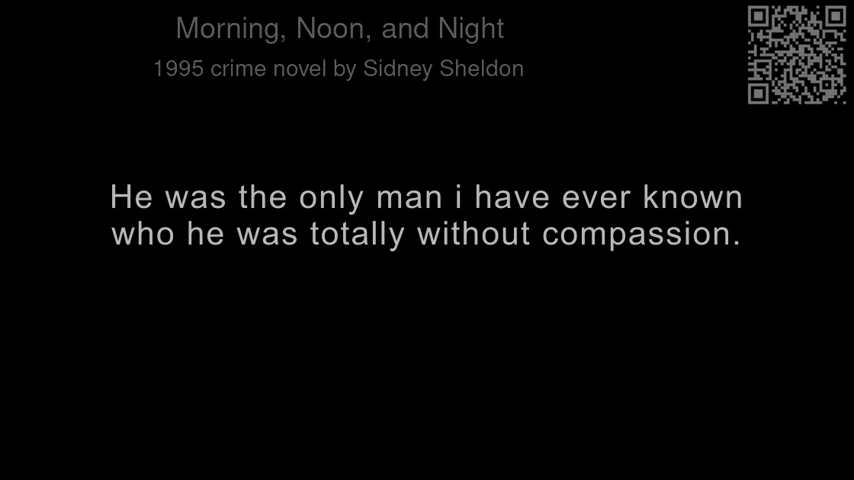 Morning, Noon, and Night
1995 crime novel by Sidney Sheldon
He was the only man i have ever known
who he was totally without compassion.